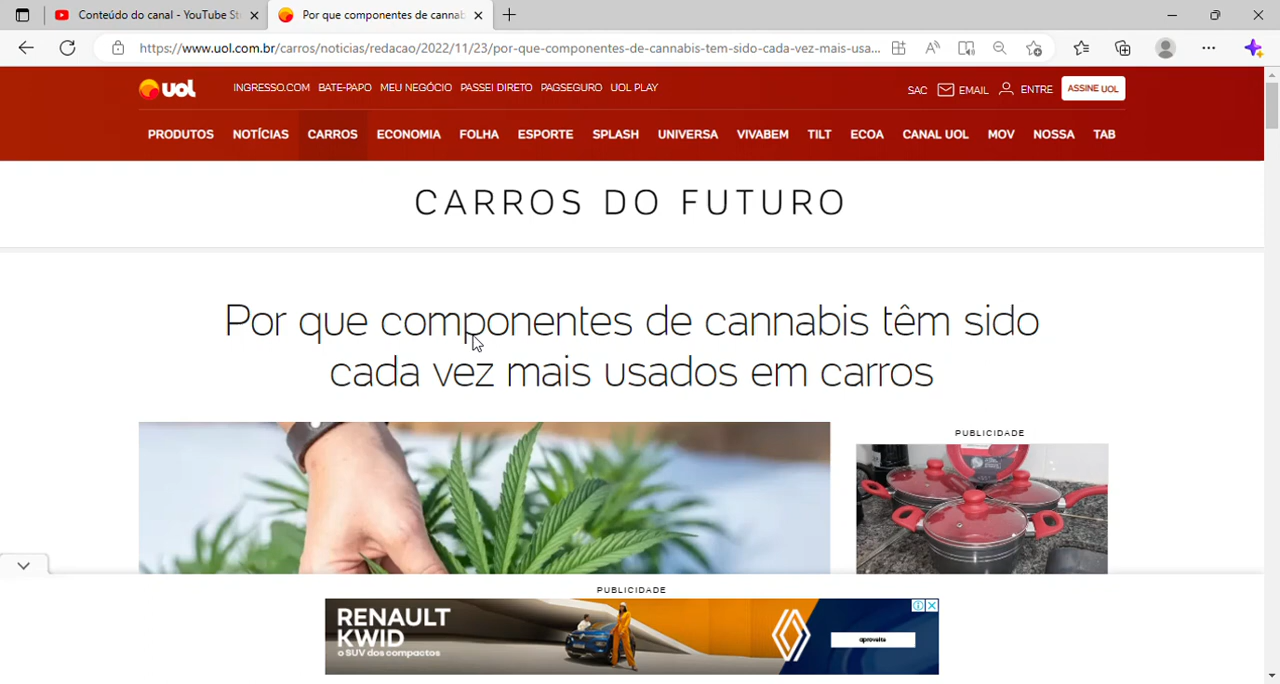 Conteúdo do canal - YouTube St
Por que componentes de cannab
https://www.uol.com.br/carros/noticias/redacao/2022/11/23/por-que-componentes-de-cannabis-tem-sido-cada-vez-mais-usa...
UOL
INGRESSO.COM BATE-PAPO MEU NEGÓCIO PASSEI DIRETO PAGSEGURO UOL PLAY
SAC EMAIL ENTRE ASSINE UOL
PRODUTOS NOTÍCIAS CARROS ECONOMIA FOLHA ESPORTE SPLASH UNIVERSA VIVABEM TILT ECOA CANAL UOL MOV NOSSA TAB
CARROS DO FUTURO
Por que componentes de cannabis têm sido
cada vez mais usados em carros
PUBLICIDADE
PUBLICIDADE
RENAULT
KWID
o SUV dos compactos
aproveite